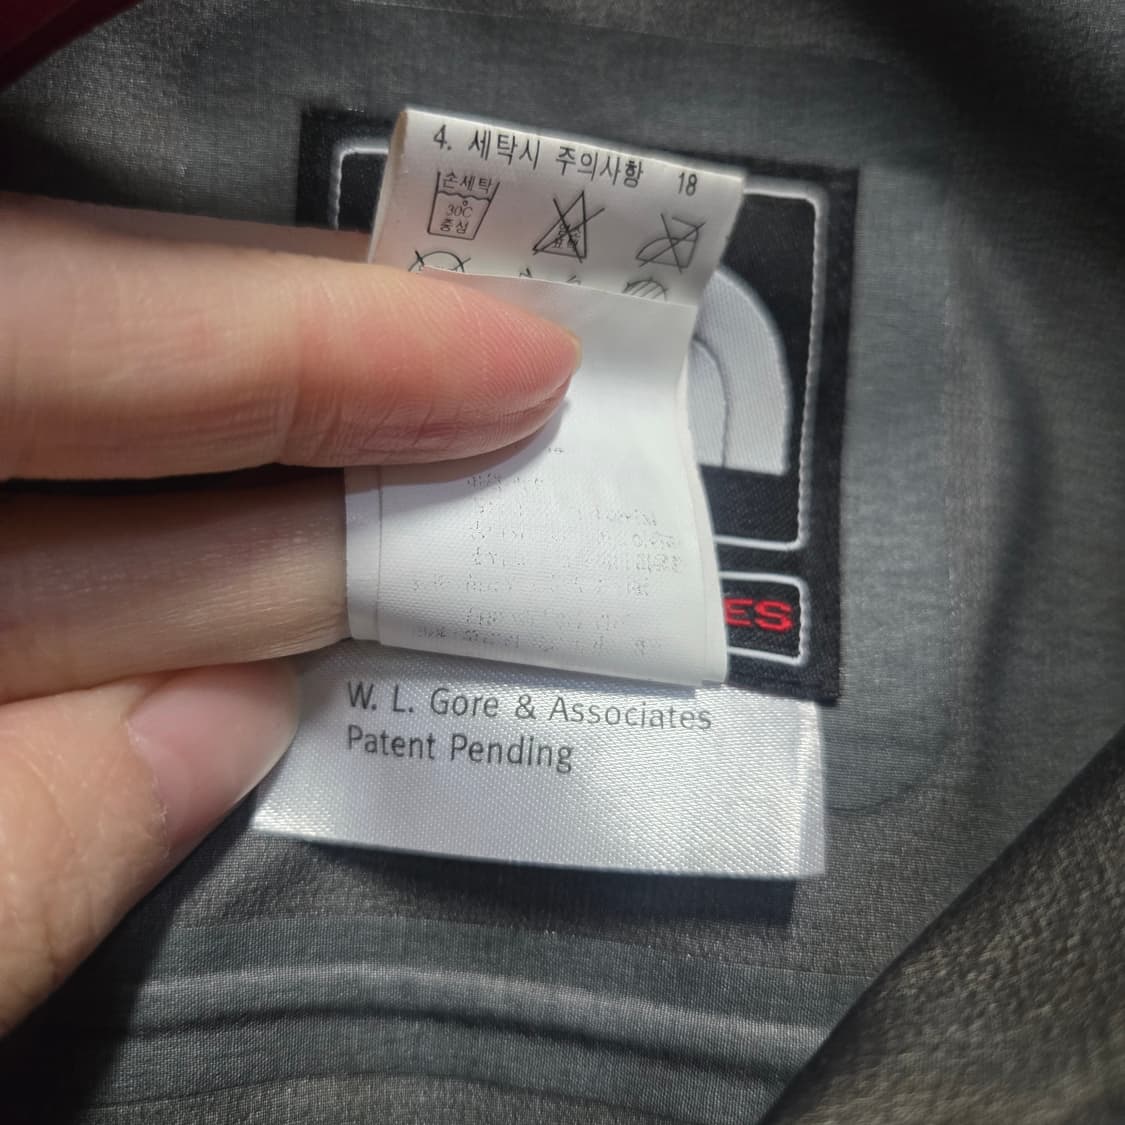 4. 세탁시 주의사항 18
손세탁
30℃
중성
ES
W. L. Gore & Associates
Patent Pending